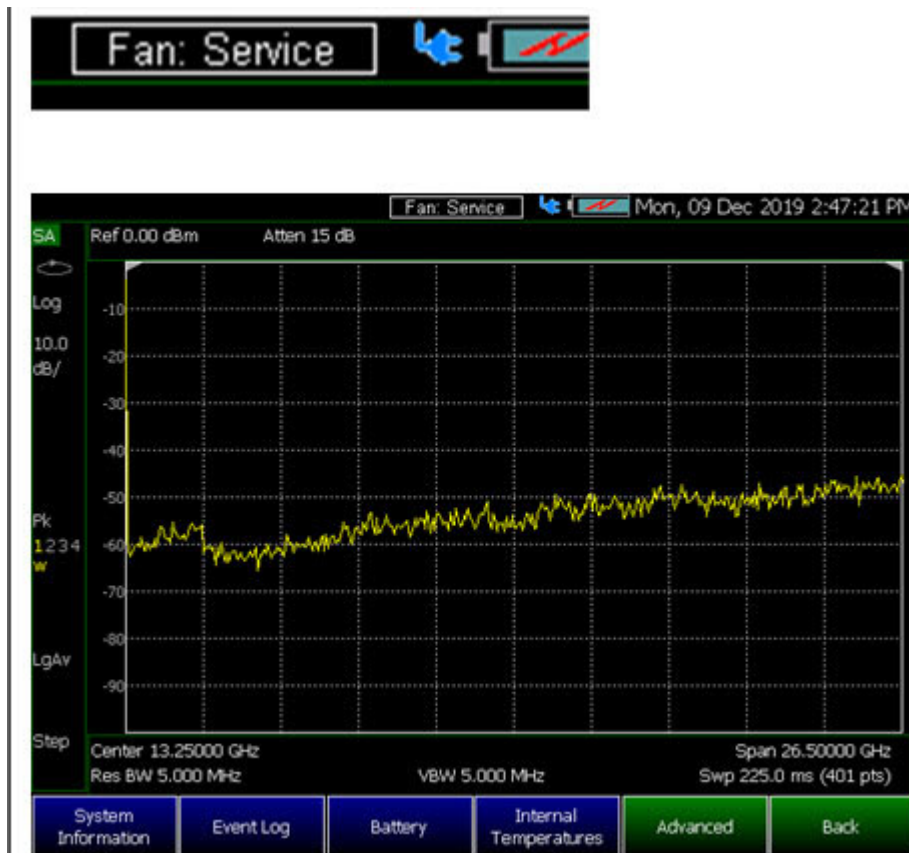 Fan: Service
Fan: Service Mon, 09 Dec 2019 2:47:21 PM
SA Ref 0.00 dBm Atten 15 dB
Log
10.0
dB/
-10
-20
-30
-40
-50
Pk
1234
-60
W
-70
-80
LgAv
-90
Step
Center 13.25000 GHz Span 26.50000 GHz
Res BW 5.000 MHz VBW 5.000 MHz Swp 225.0 ms (401 pts)
System
Information
Event Log
Battery
Internal
Temperatures
Advanced
Back